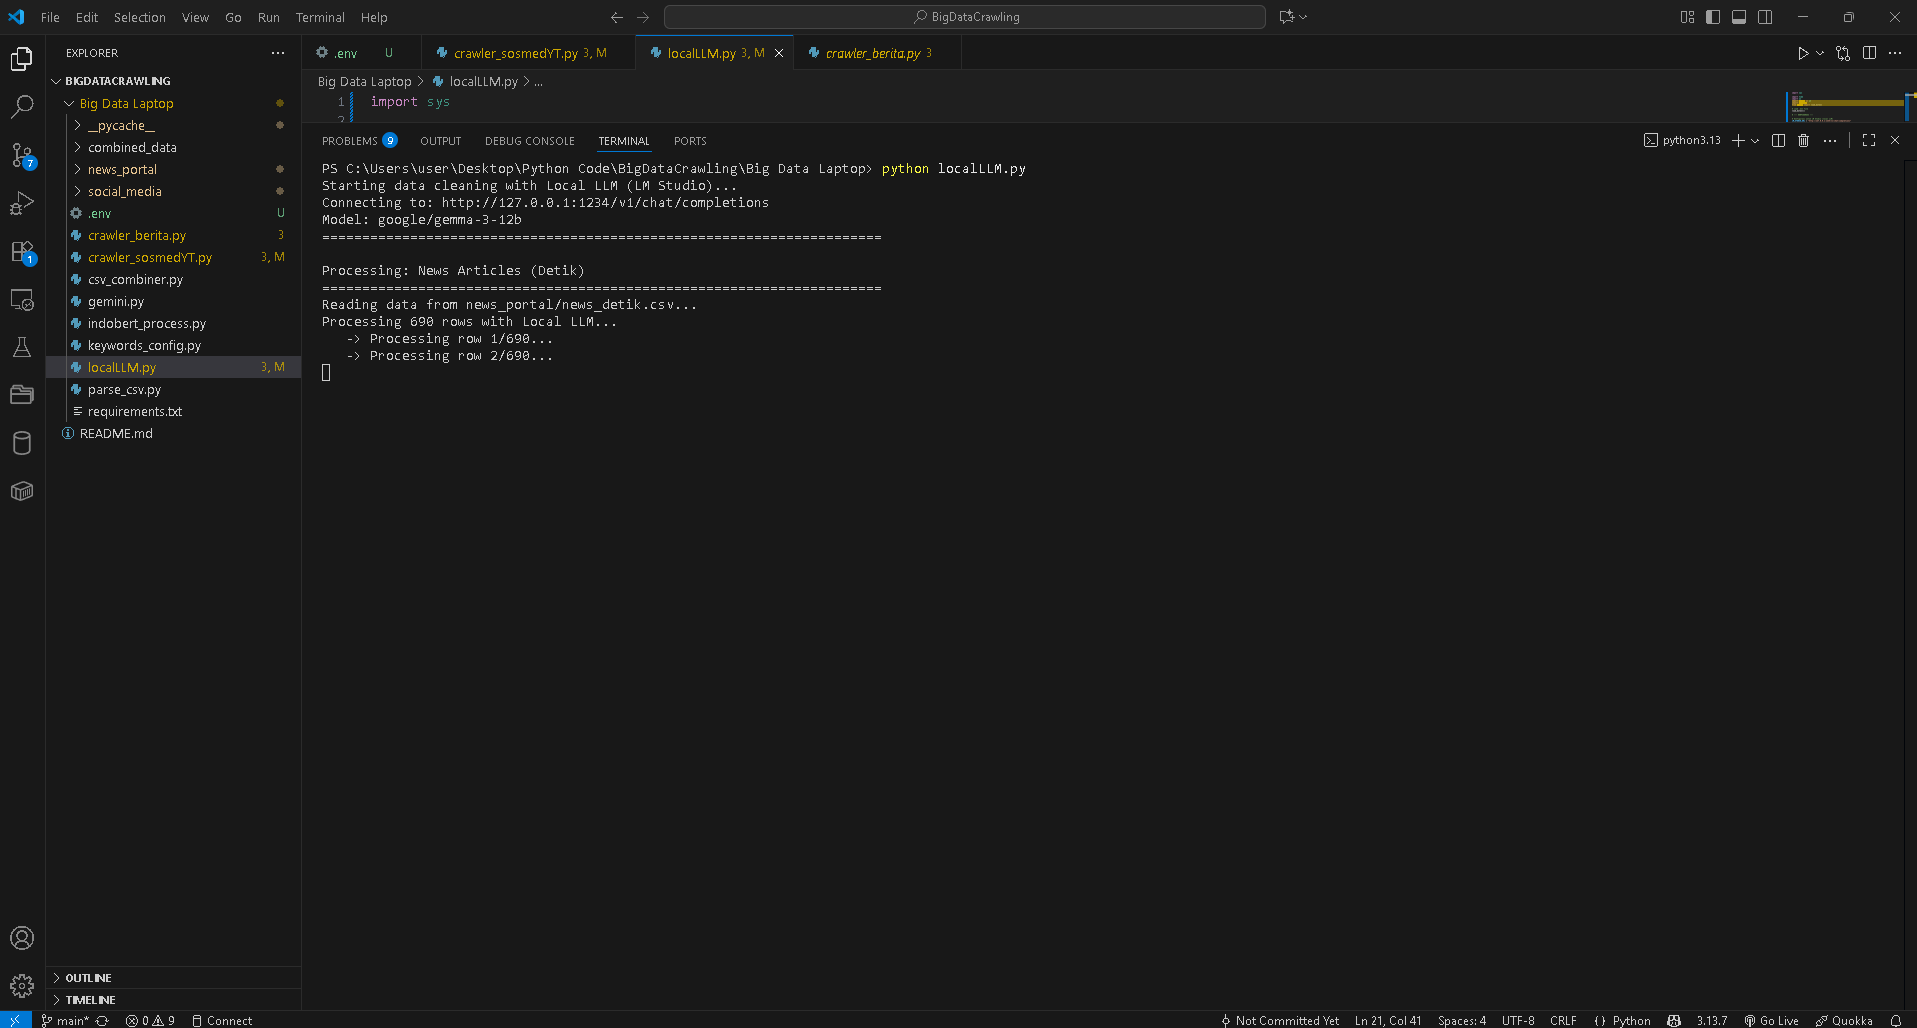 File Edit Selection View Go Run Terminal Help
BigDataCrawling
EXPLORER
BIGDATACRAWLING
Big Data Laptop
__pycache__
combined_data
news_portal
social_media
.env U
crawler_berita.py 3
crawler_sosmedYT.py 3, M
csv_combiner.py
gemini.py
indobert_process.py
keywords_config.py
localLLM.py 3, M
parse_csv.py
requirements.txt
README.md
OUTLINE
TIMELINE
7
1
.env U
crawler_sosmedYT.py 3, M
localLLM.py 3, M
crawler_berita.py 3
Big Data Laptop > localLLM.py > ...
1 import sys
2
PROBLEMS 9 OUTPUT DEBUG CONSOLE TERMINAL PORTS
python3.13
PS C:\Users\user\Desktop\Python Code\BigDataCrawling\Big Data Laptop> python localLLM.py
Starting data cleaning with Local LLM (LM Studio)...
Connecting to: http://127.0.0.1:1234/v1/chat/completions
Model: google/gemma-3-12b
======================================================================
Processing: News Articles (Detik)
======================================================================
Reading data from news_portal/news_detik.csv...
Processing 690 rows with Local LLM...
-> Processing row 1/690...
-> Processing row 2/690...
main* 0 9 Connect
Not Committed Yet Ln 21, Col 41 Spaces: 4 UTF-8 CRLF Python 3.13.7 Go Live Quokka